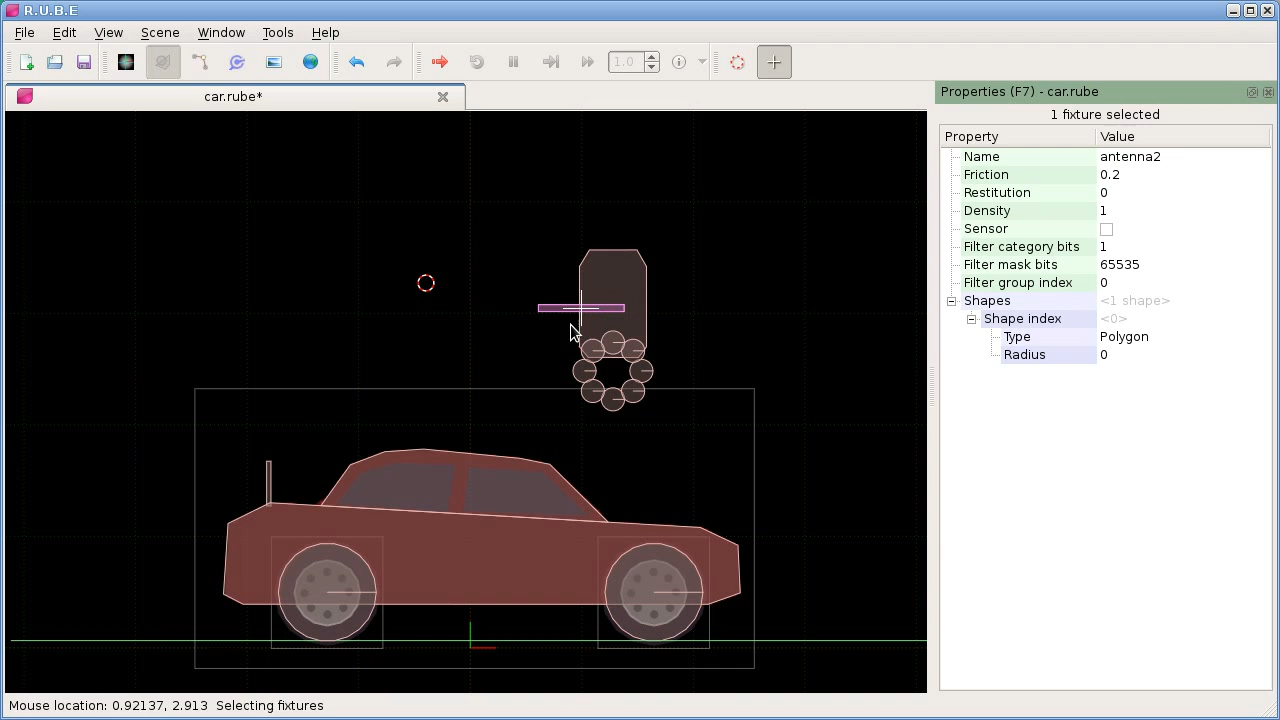 R.U.B.E
File Edit View Scene Window Tools Help
1.0
car.rube*
Properties (F7) - car.rube
1 fixture selected
Property Value
Name antenna2
Friction 0.2
Restitution 0
Density 1
Sensor
Filter category bits 1
Filter mask bits 65535
Filter group index 0
Shapes <1 shape>
Shape index <0>
Type Polygon
Radius 0
Mouse location: 0.92137, 2.913 Selecting fixtures